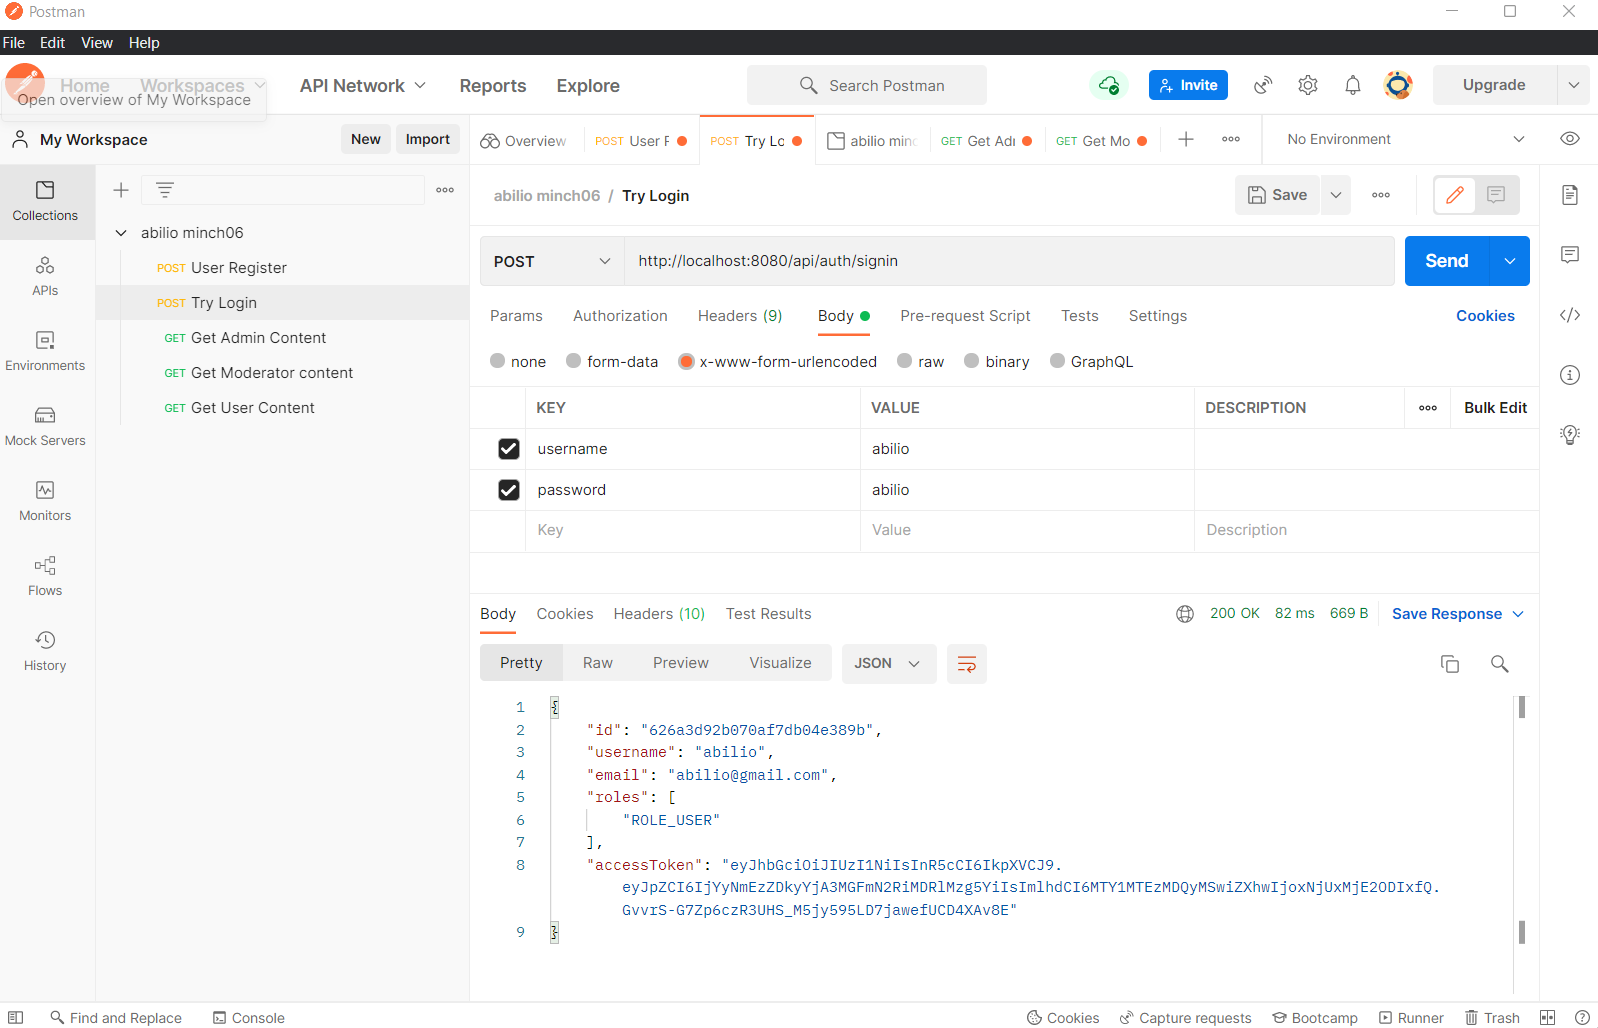 Postman
File Edit View Help
Home Workspaces API Network Reports Explore Search Postman Invite Upgrade
Open overview of My Workspace
My Workspace New Import Overview POST User POST Try Lo abilio GET Get GET Get Mo No Environment
Collections
APIs
Environments
Mock Servers
Monitors
Flows
History
abilio minch06
POST User Register
POST Try Login
GET Get Admin Content
GET Get Moderator content
GET Get User Content
abilio minch06 / Try Login Save
POST http://localhost:8080/api/auth/signin Send
Params Authorization Headers (9) Body Pre-request Script Tests Settings Cookies
none form-data x-www-form-urlencoded raw binary GraphQL
KEY VALUE DESCRIPTION Bulk Edit
username abilio
password abilio
Key Value Description
Body Cookies Headers (10) Test Results 200 OK 82 ms 669 B Save Response
Pretty Raw Preview Visualize JSON
1 {
2 "id": "626a3d92b070af7db04e389b",
3 "username": "abilio",
4 "email": "abilio@gmail.com",
5 "roles": [
6 "ROLE_USER"
7 ],
8 "accessToken": "eyJhbGciOiJIUzI1NiIsInR5cCI6IkpXVCJ9.
eyJpZCI6IjYyNmEzZDkyYjA3MGFmN2RiMDRlMzg5YiIsImlhdCI6MTY1MTEzMDQyMSwiZXhwIjoxNjUxMjE2ODIxfQ.
GvvrS-G7Zp6czR3UHS_M5jy595LD7jawefUCD4XAv8E"
9 }
Find and Replace Console Cookies Capture requests Bootcamp Runner Trash